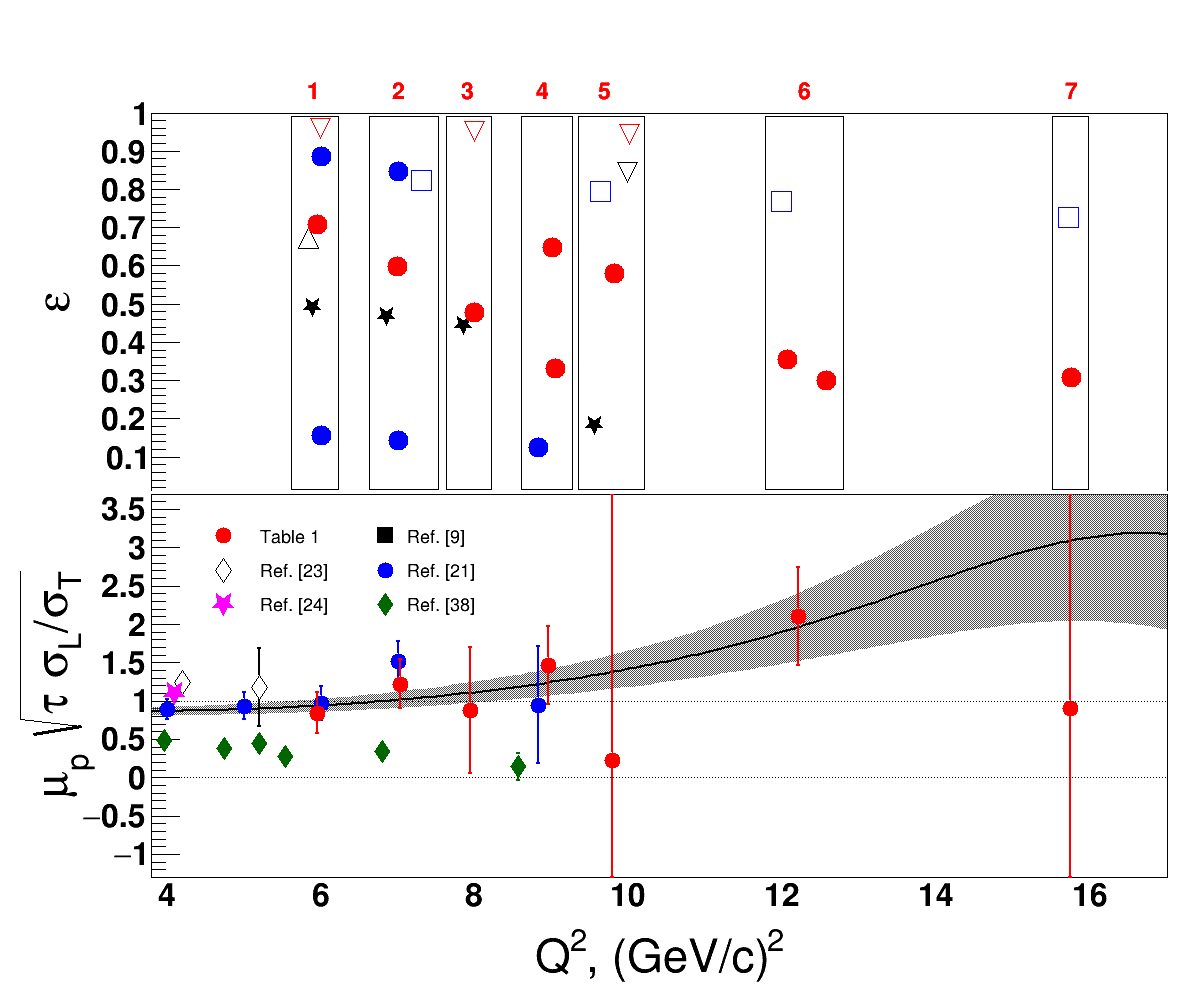 1 2 3 4 5 6 7
1
0.9
0.8
0.7
0.6
0.5
0.4
0.3
0.2
0.1
ε
3.5
3
2.5
2
1.5
1
0.5
0
−0.5
−1
μp √τ σL/σT
Table 1
Ref. [9]
Ref. [23]
Ref. [21]
Ref. [24]
Ref. [38]
4 6 8 10 12 14 16
Q², (GeV/c)²